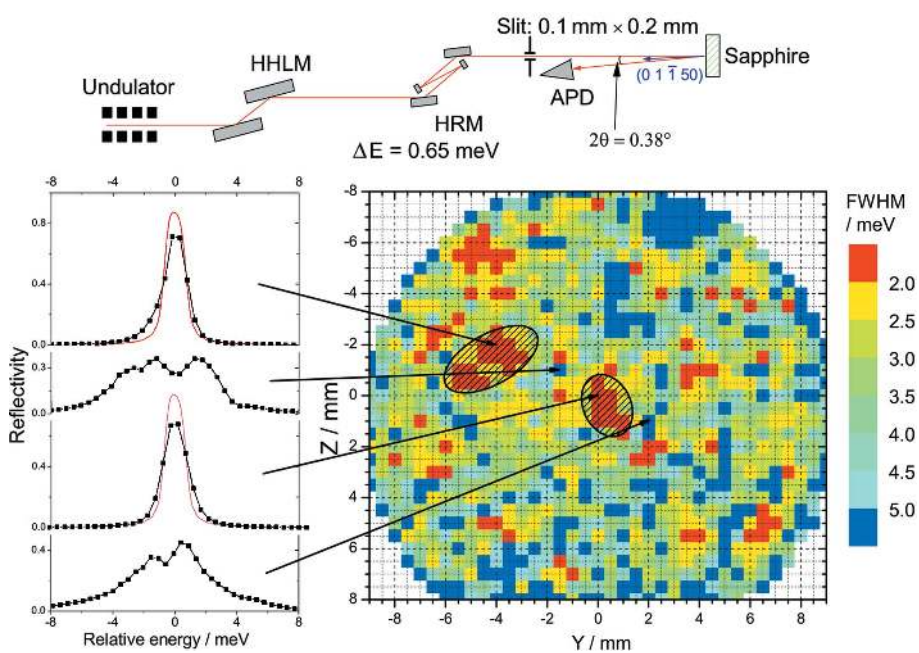 Slit: 0.1 mm × 0.2 mm
HHLM
Sapphire
Undulator
(0 1 1̅ 50)
APD
HRM
2θ = 0.38°
ΔE = 0.65 meV
-8 -4 0 4 8
0.8
0.4
0.0
0.3
0.0
0.4
0.0
0.4
0.0
Reflectivity
-8 -4 0 4 8
Relative energy / meV
-8
-6
-4
-2
0
2
4
6
8
Z / mm
-8 -6 -4 -2 0 2 4 6 8
Y / mm
FWHM
/ meV
2.0
2.5
3.0
3.5
4.0
4.5
5.0